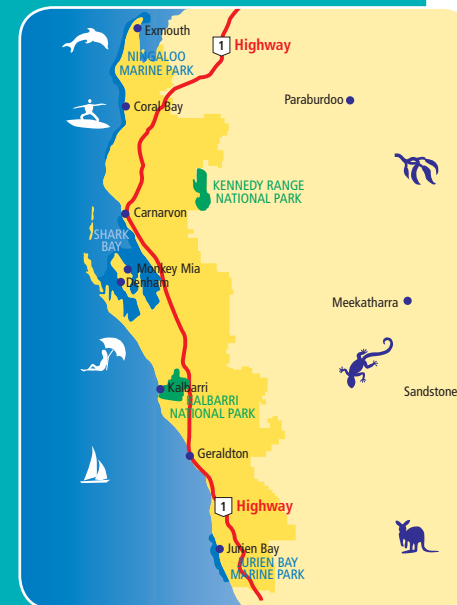 Exmouth
1 Highway
NINGALOO
MARINE PARK
Paraburdoo
Coral Bay
KENNEDY RANGE
NATIONAL PARK
Carnarvon
SHARK
BAY
Monkey Mia
Denham
Meekatharra
Kalbarri
Sandstone
KALBARRI
NATIONAL PARK
Geraldton
1 Highway
Jurien Bay
JURIEN BAY
MARINE PARK